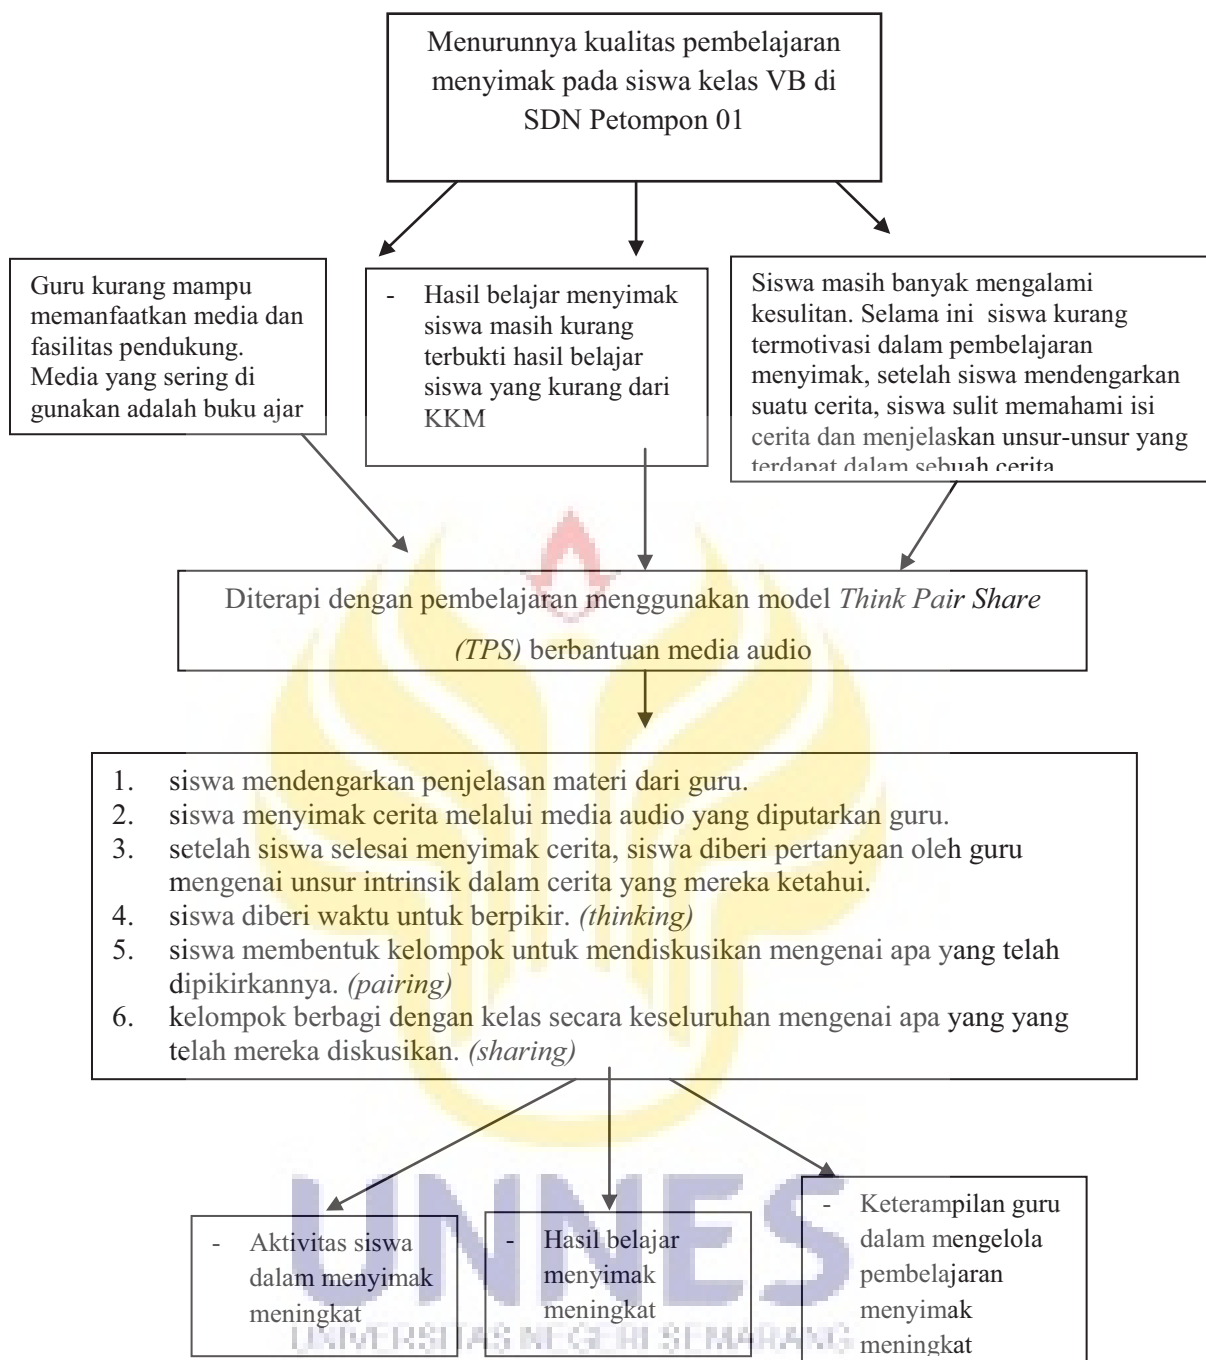 Menurunnya kualitas pembelajaran
menyimak pada siswa kelas VB di
SDN Petompon 01
Guru kurang mampu
memanfaatkan media dan
fasilitas pendukung.
Media yang sering di
gunakan adalah buku ajar
- Hasil belajar menyimak
siswa masih kurang
terbukti hasil belajar
siswa yang kurang dari
KKM
Siswa masih banyak mengalami
kesulitan. Selama ini siswa kurang
termotivasi dalam pembelajaran
menyimak, setelah siswa mendengarkan
suatu cerita, siswa sulit memahami isi
cerita dan menjelaskan unsur-unsur yang
terdapat dalam sebuah cerita
Diterapi dengan pembelajaran menggunakan model Think Pair Share
(TPS) berbantuan media audio
1. siswa mendengarkan penjelasan materi dari guru.
2. siswa menyimak cerita melalui media audio yang diputarkan guru.
3. setelah siswa selesai menyimak cerita, siswa diberi pertanyaan oleh guru
mengenai unsur intrinsik dalam cerita yang mereka ketahui.
4. siswa diberi waktu untuk berpikir. (thinking)
5. siswa membentuk kelompok untuk mendiskusikan mengenai apa yang telah
dipikirkannya. (pairing)
6. kelompok berbagi dengan kelas secara keseluruhan mengenai apa yang yang
telah mereka diskusikan. (sharing)
- Aktivitas siswa
dalam menyimak
meningkat
- Hasil belajar
menyimak
meningkat
- Keterampilan guru
dalam mengelola
pembelajaran
menyimak
meningkat
UNNES
UNIVERSITAS NEGERI SEMARANG